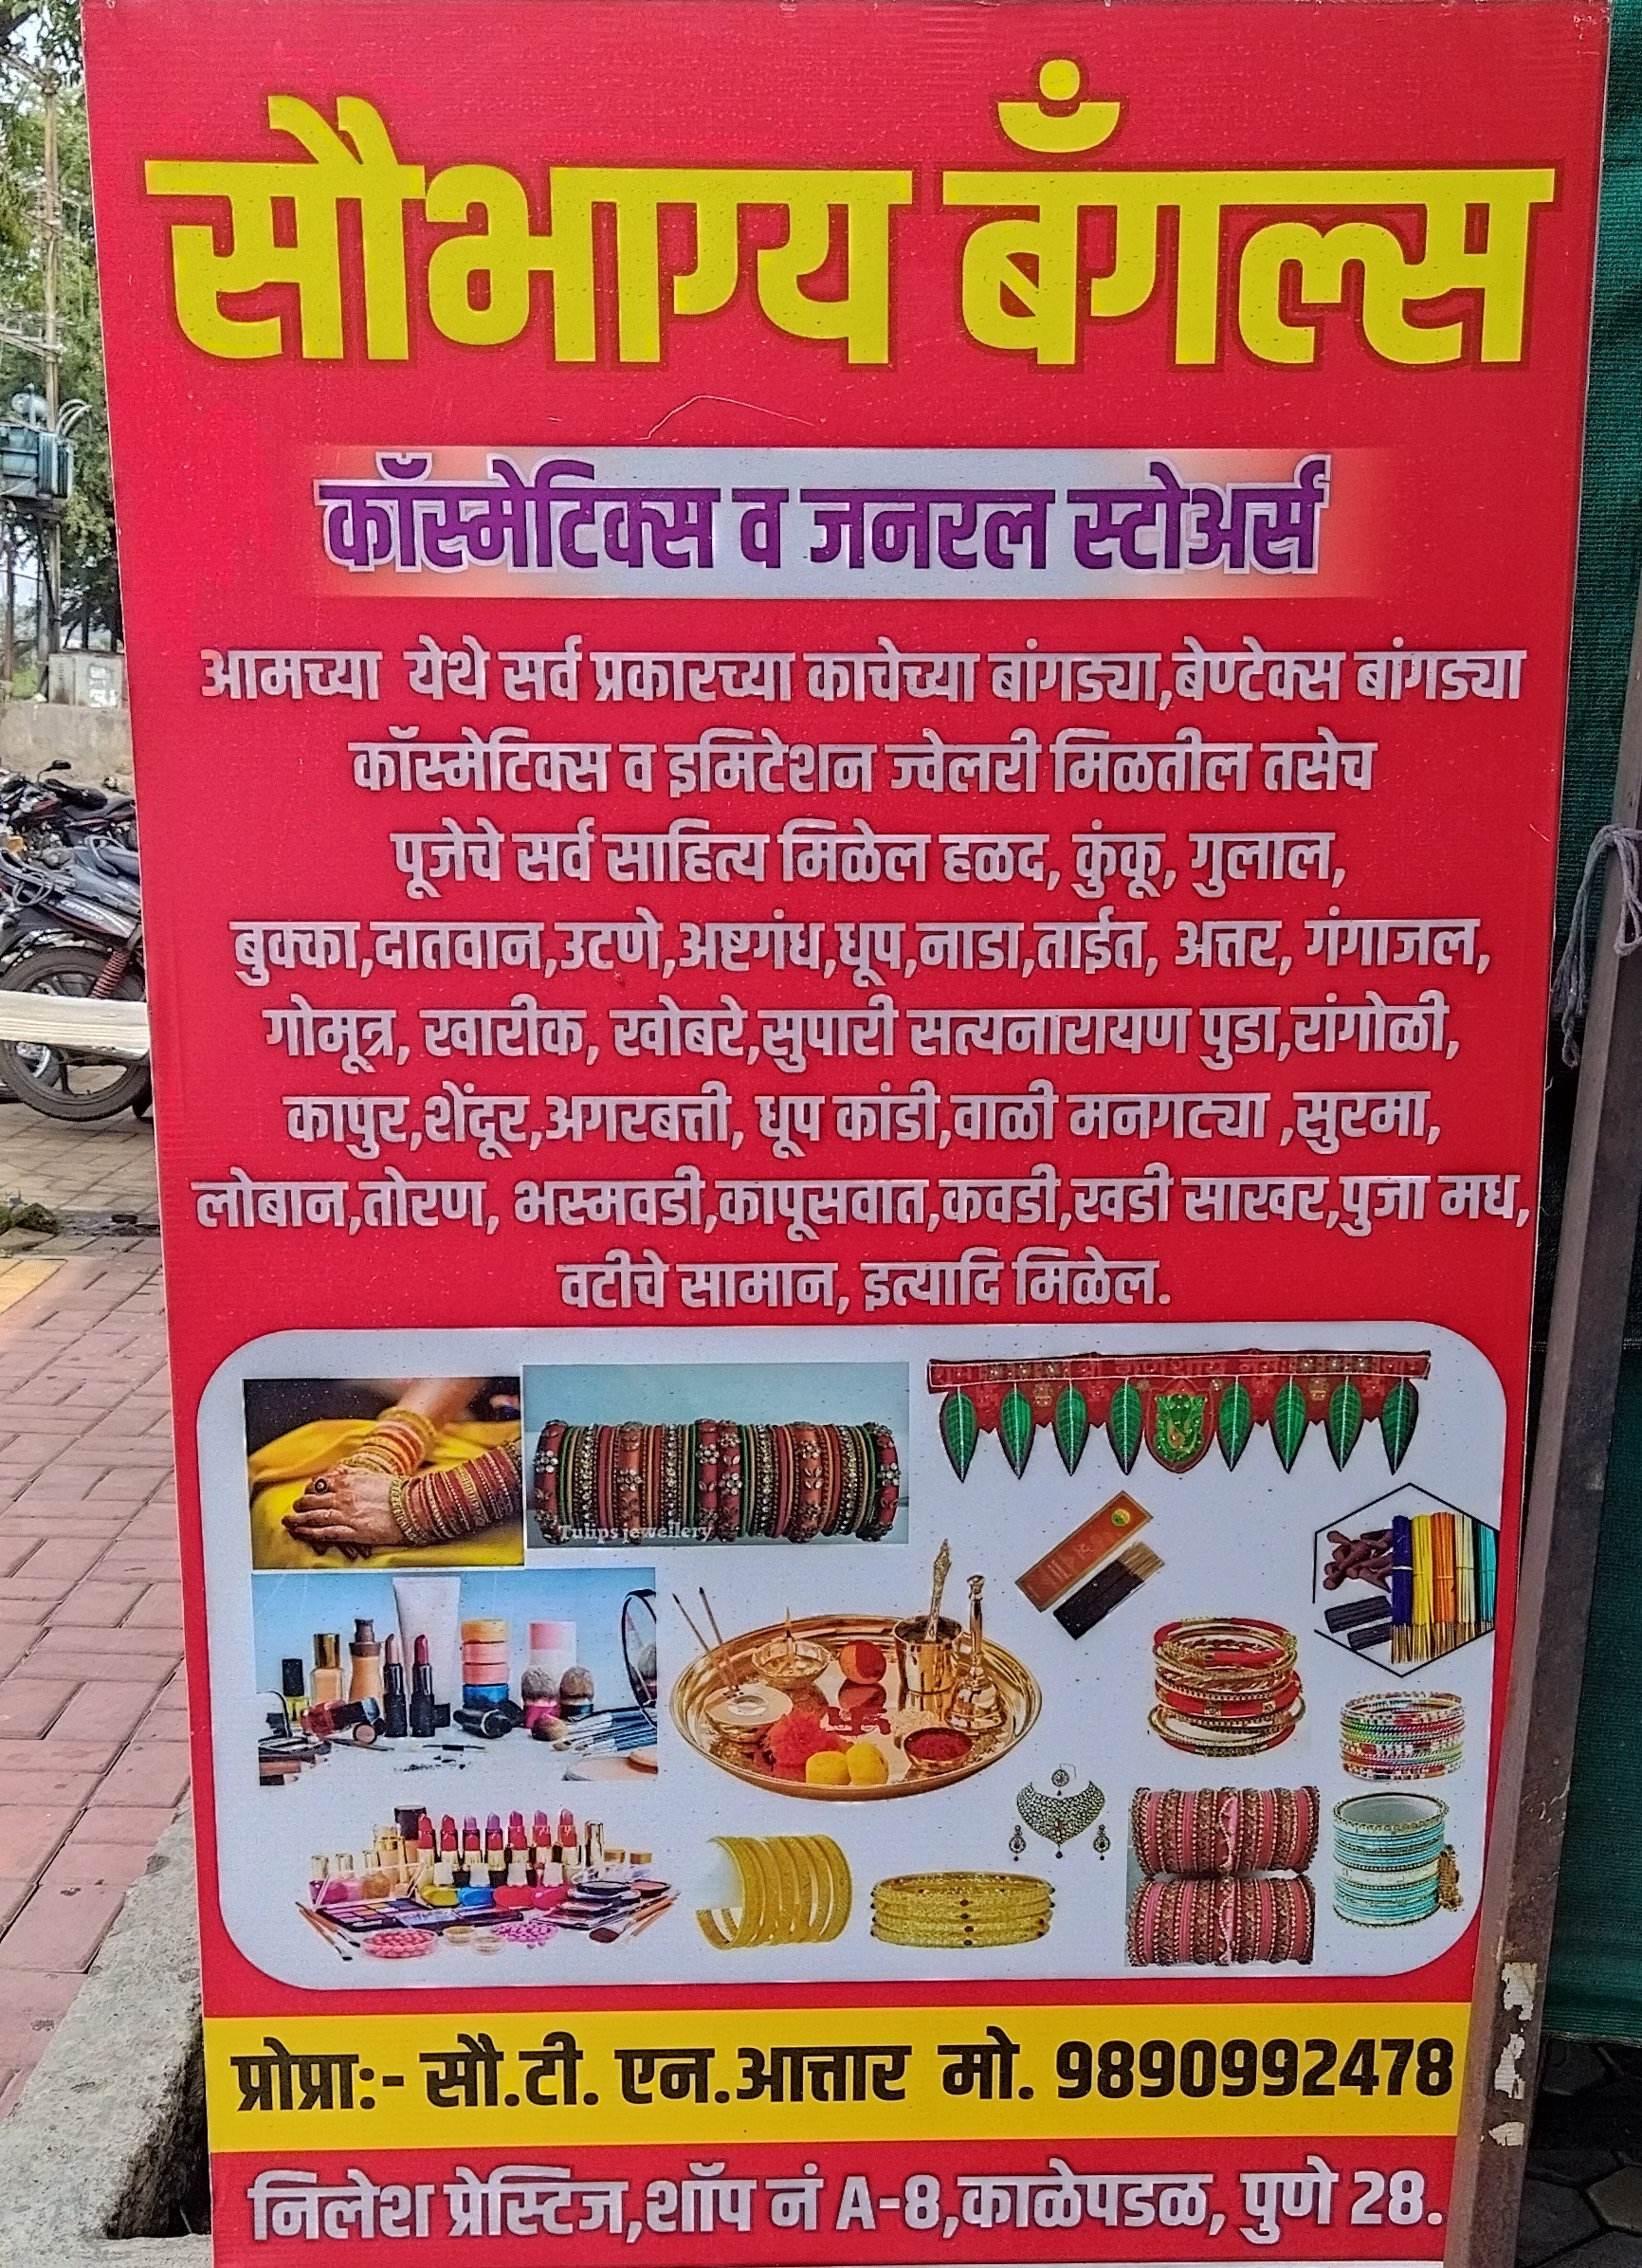 सौभाग्य बँगल्स
कॉस्मेटिक्स व जनरल स्टोअर्स
आमच्या येथे सर्व प्रकारच्या काचेच्या बांगड्या,बेण्टेक्स बांगड्या
कॉस्मेटिक्स व इमिटेशन ज्वेलरी मिळतील तसेच
पूजेचे सर्व साहित्य मिळेल हळद, कुंकू, गुलाल,
बुक्का,दातवान,उटणे,अष्टगंध,धूप,नाडा,ताईत, अत्तर, गंगाजल,
गोमूत्र, खारीक, खोबरे,सुपारी सत्यनारायण पुडा,रांगोळी,
कापुर,शेंदूर,अगरबत्ती, धूप कांडी,वाळी मनगट्या ,सुरमा,
लोबान,तोरण, भस्मवडी,कापूसवात,कवडी,खडी साखर,पुजा मध,
वटीचे सामान, इत्यादि मिळेल.
Tulips jewellery
प्रोप्रा:- सौ.टी. एन.आत्तार मो. 9890992478
निलेश प्रेस्टिज,शॉप नं A-8,काळेपडळ, पुणे 28.